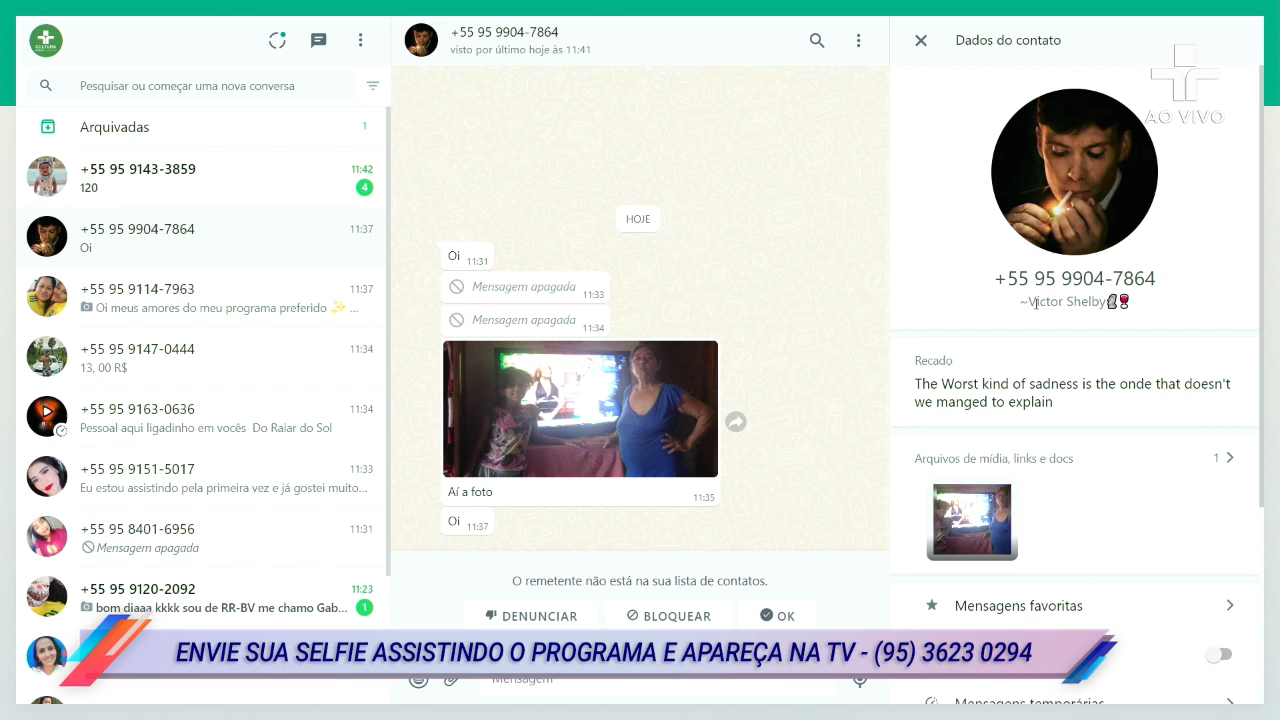 CULTURA
Pesquisar ou começar uma nova conversa
Arquivadas
1
+55 95 9143-3859
11:42
120
4
+55 95 9904-7864
11:37
Oi
+55 95 9114-7963
11:37
Oi meus amores do meu programa preferido ✨ ...
+55 95 9147-0444
11:34
13, 00 R$
+55 95 9163-0636
11:34
Pessoal aqui ligadinho em vocês Do Raiar do Sol
+55 95 9151-5017
11:33
Eu estou assistindo pela primeira vez e já gostei muito...
+55 95 8401-6956
11:31
Mensagem apagada
+55 95 9120-2092
11:23
bom diaaa kkkk sou de RR-BV me chamo Gab...
1
+55 95 9904-7864
visto por último hoje às 11:41
HOJE
Oi 11:31
Mensagem apagada 11:33
Mensagem apagada 11:34
Aí a foto 11:35
Oi 11:37
O remetente não está na sua lista de contatos.
DENUNCIAR
BLOQUEAR
OK
Mensagem
Dados do contato
AO VIVO
+55 95 9904-7864
~Victor Shelby🗿🍷
Recado
The Worst kind of sadness is the onde that doesn't
we manged to explain
Arquivos de mídia, links e docs
1
Mensagens favoritas
Mensagens temporárias
ENVIE SUA SELFIE ASSISTINDO O PROGRAMA E APAREÇA NA TV - (95) 3623 0294